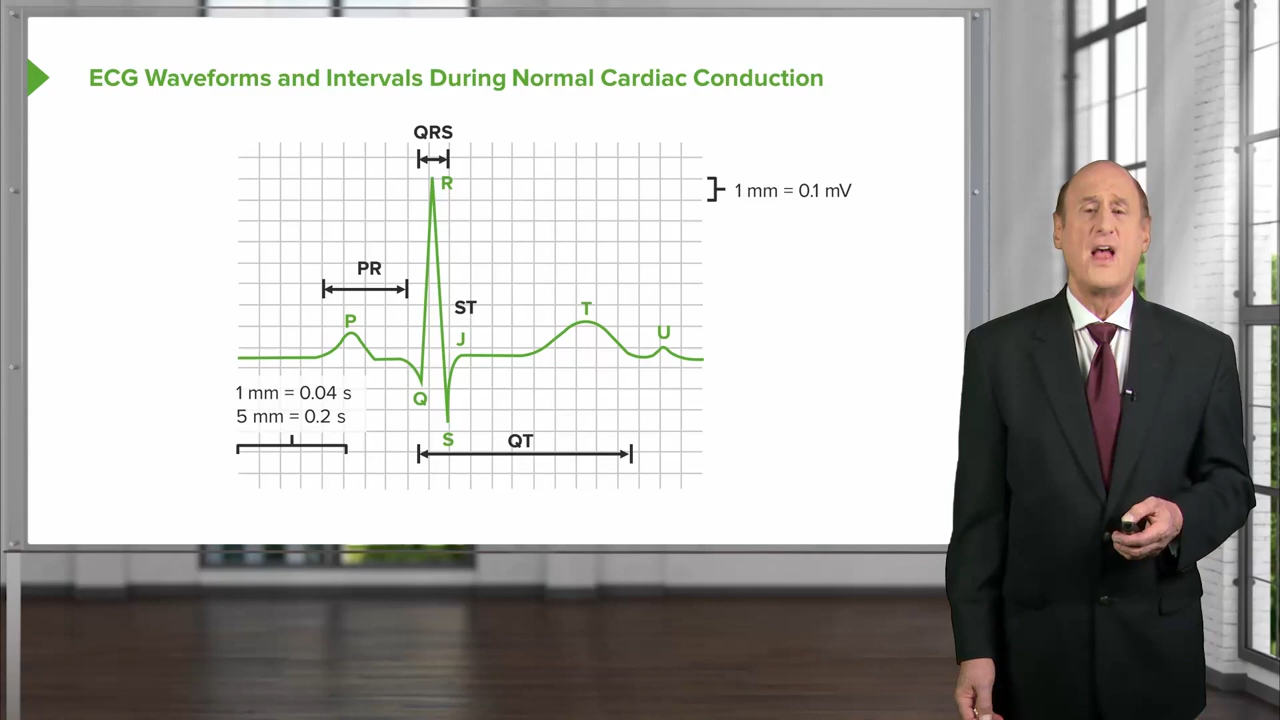 ECG Waveforms and Intervals During Normal Cardiac Conduction
QRS
R
1 mm = 0.1 mV
PR
ST
P
T
J
U
1 mm = 0.04 s
Q
5 mm = 0.2 s
S
QT